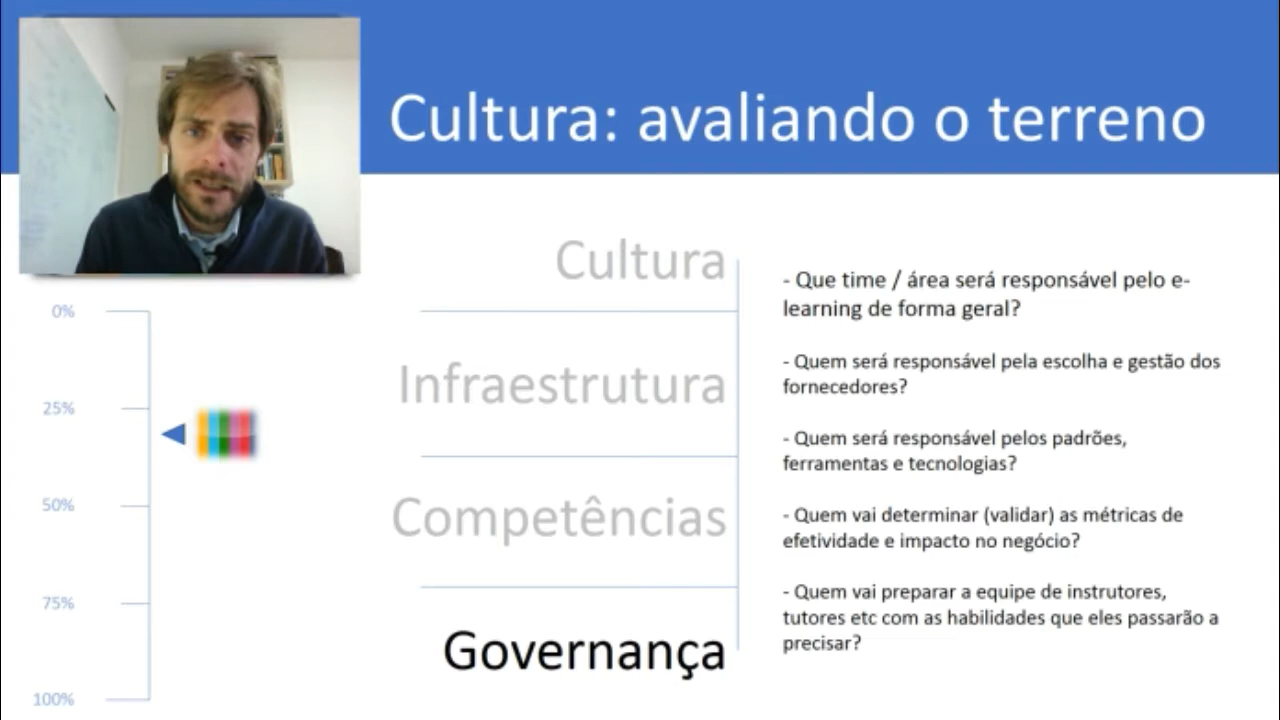 Cultura: avaliando o terreno
0%
25%
50%
75%
100%
Cultura
Infraestrutura
Competências
Governança
- Que time / área será responsável pelo e-
learning de forma geral?
- Quem será responsável pela escolha e gestão dos
fornecedores?
- Quem será responsável pelos padrões,
ferramentas e tecnologias?
- Quem vai determinar (validar) as métricas de
efetividade e impacto no negócio?
- Quem vai preparar a equipe de instrutores,
tutores etc com as habilidades que eles passarão a
precisar?